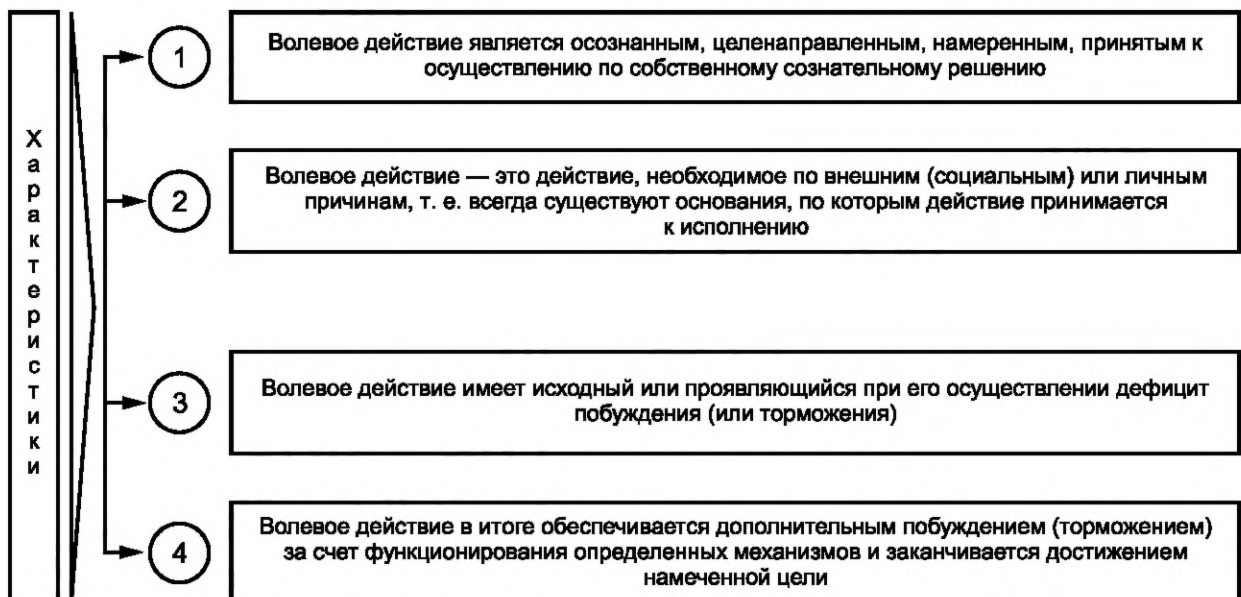 Характеристики
1
Волевое действие является осознанным, целенаправленным, намеренным, принятым к
осуществлению по собственному сознательному решению
2
Волевое действие — это действие, необходимое по внешним (социальным) или личным
причинам, т. е. всегда существуют основания, по которым действие принимается
к исполнению
3
Волевое действие имеет исходный или проявляющийся при его осуществлении дефицит
побуждения (или торможения)
4
Волевое действие в итоге обеспечивается дополнительным побуждением (торможением)
за счет функционирования определенных механизмов и заканчивается достижением
намеченной цели